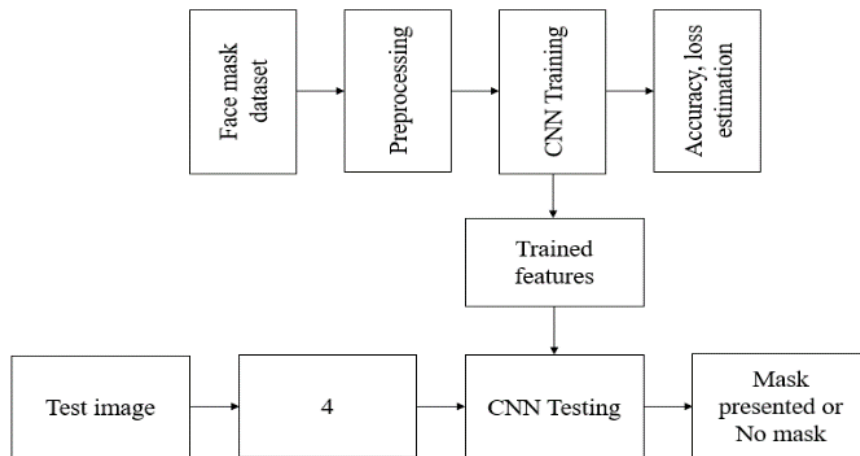 Face mask
dataset
Preprocessing
CNN Training
Accuracy, loss
estimation
Trained
features
Test image
4
CNN Testing
Mask
presented or
No mask